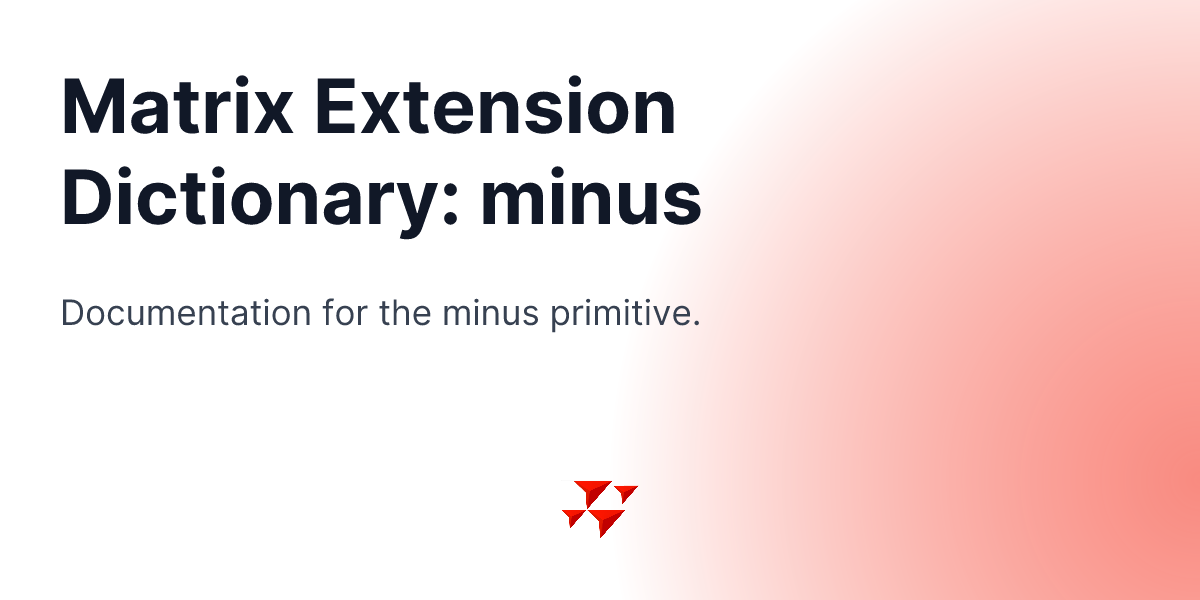 Matrix Extension
Dictionary: minus
Documentation for the minus primitive.